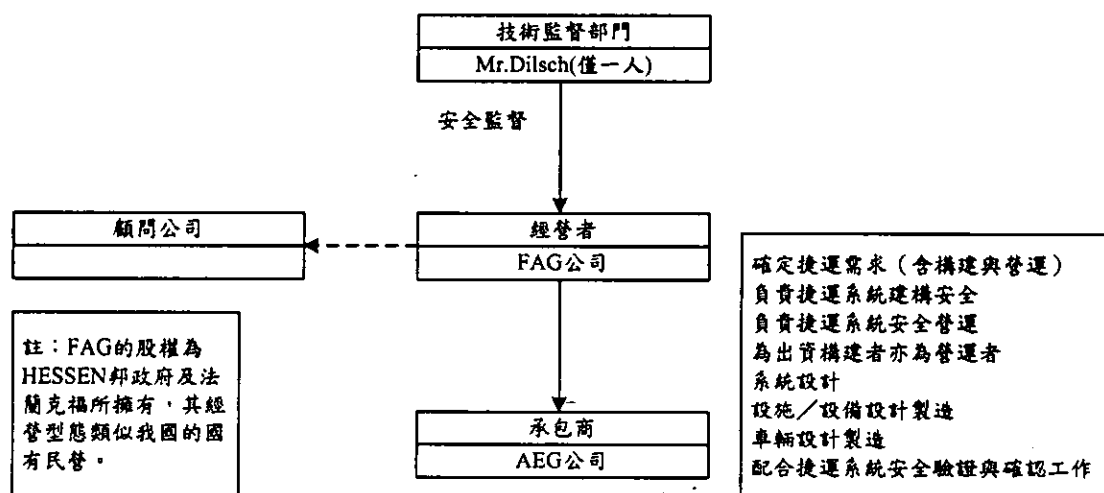 技術監督部門
Mr.Dilsch(僅一人)
安全監督
顧問公司
經營者
FAG公司
註：FAG的股權為
HESSEN邦政府及法
蘭克福所擁有，其經
營型態類似我國的國
有民營。
承包商
AEG公司
確定捷運需求（含構建與營運）
負責捷運系統建構安全
負責捷運系統安全營運
為出資構建者亦為營運者
系統設計
設施／設備設計製造
車輛設計製造
配合捷運系統安全驗證與確認工作